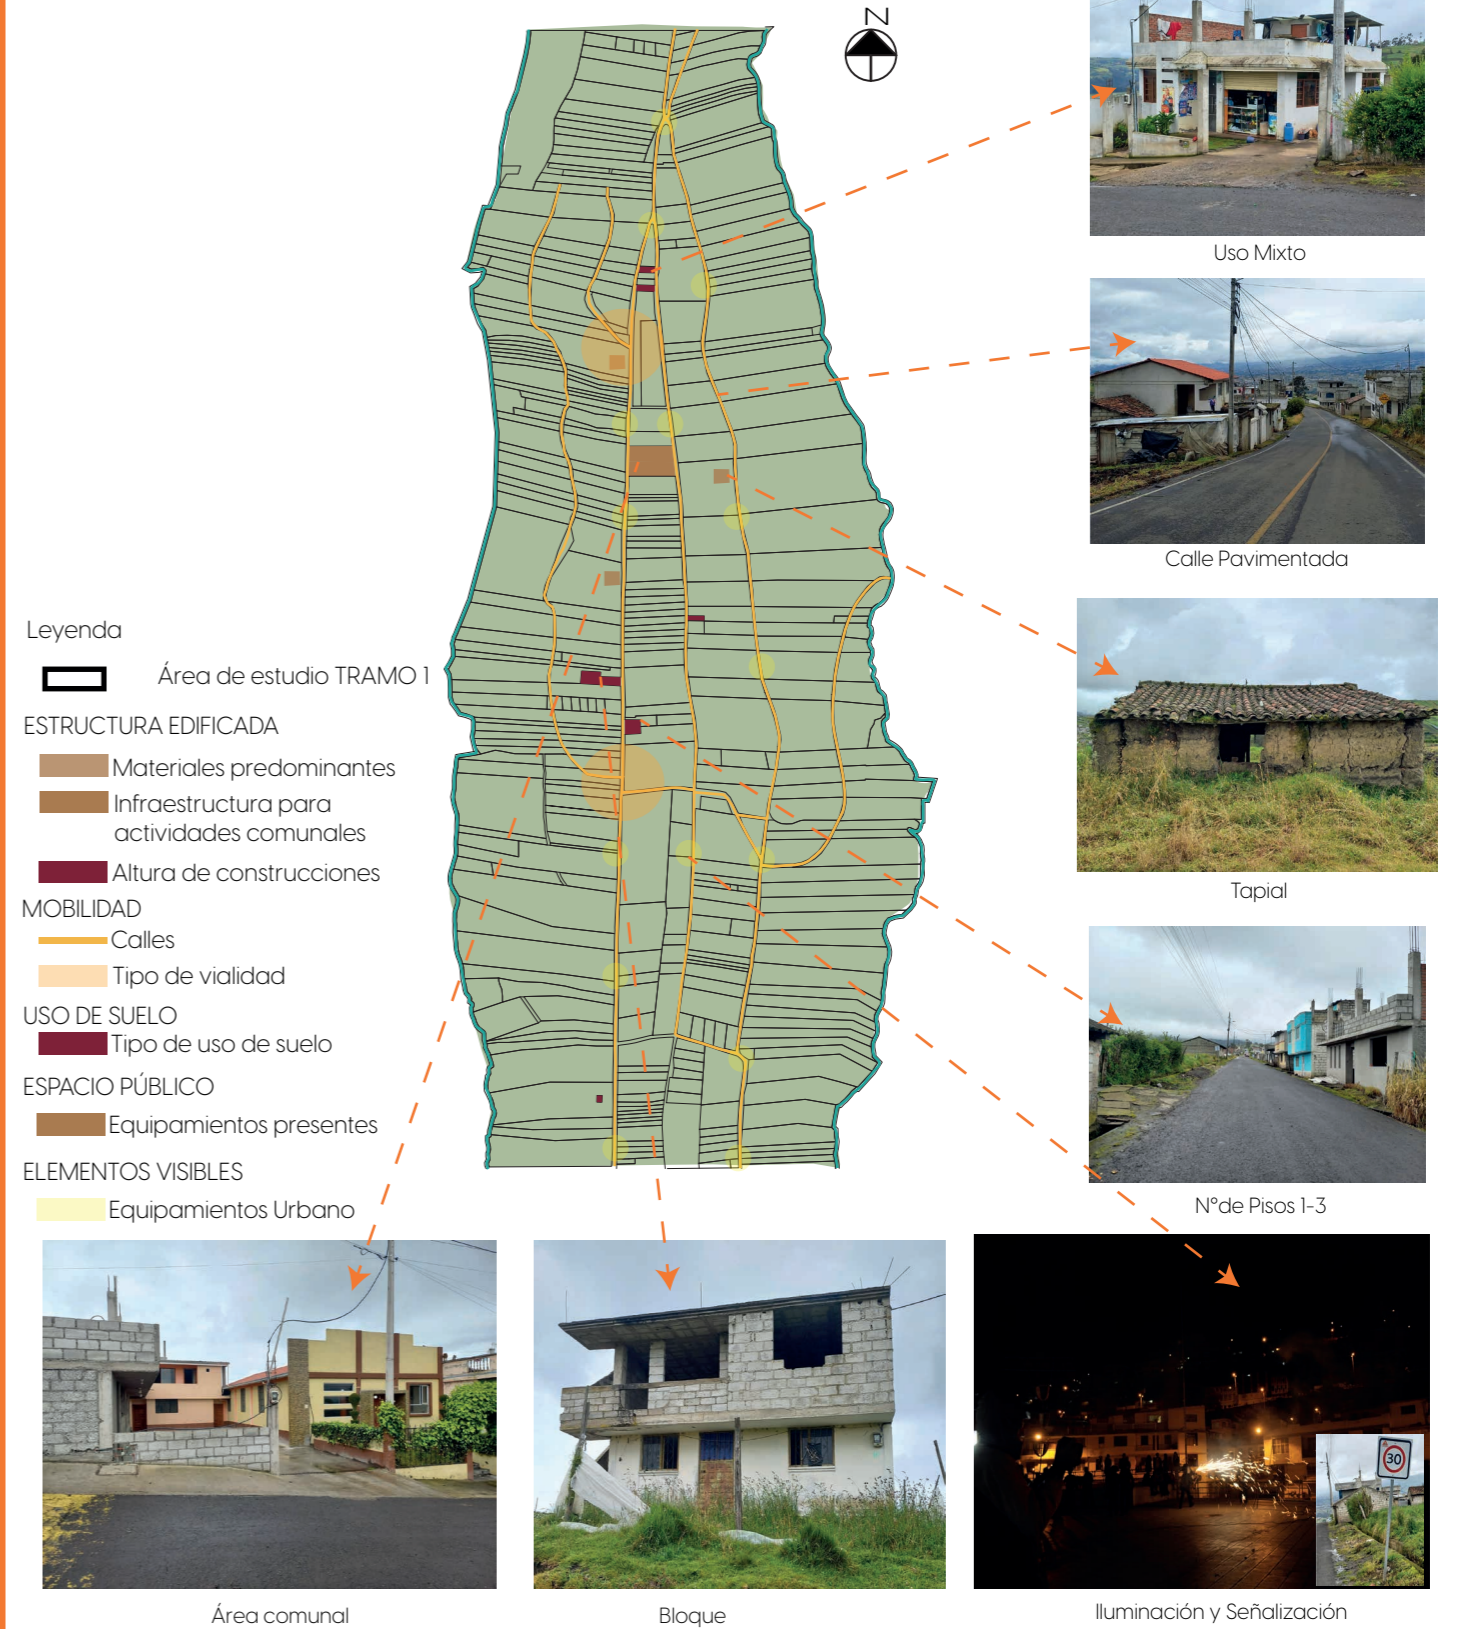 N
Uso Mixto
Calle Pavimentada
Leyenda
Área de estudio TRAMO 1
ESTRUCTURA EDIFICADA
Materiales predominantes
Infraestructura para
actividades comunales
Altura de construcciones
MOBILIDAD
Calles
Tipo de vialidad
USO DE SUELO
Tipo de uso de suelo
ESPACIO PÚBLICO
Equipamientos presentes
ELEMENTOS VISIBLES
Equipamientos Urbano
Tapial
N°de Pisos 1-3
30
Área comunal
Bloque
Iluminación y Señalización